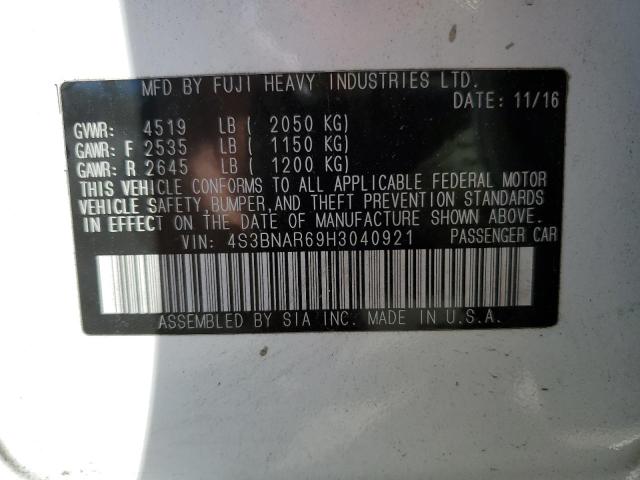 MFD BY FUJI HEAVY INDUSTRIES LTD.
DATE: 11/16
GVWR: 4519 LB ( 2050 KG)
GAWR: F 2535 LB ( 1150 KG)
GAWR: R 2645 LB ( 1200 KG)
THIS VEHICLE CONFORMS TO ALL APPLICABLE FEDERAL MOTOR
VEHICLE SAFETY, BUMPER, AND THEFT PREVENTION STANDARDS
IN EFFECT ON THE DATE OF MANUFACTURE SHOWN ABOVE.
VIN: 4S3BNAR69H3040921 PASSENGER CAR
ASSEMBLED BY SIA INC. MADE IN U.S.A.